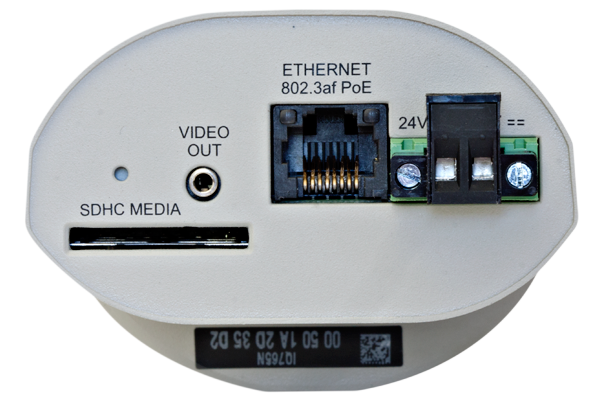 ETHERNET
802.3af PoE
VIDEO
OUT
24V ⎓
SDHC MEDIA
00 50 1A 2D 35 D2
IQ765N